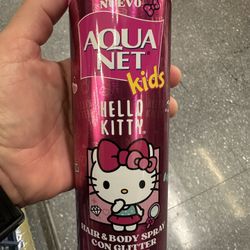 NUEVO
AQUA
NET
kids
HELLO
KITTY
HAIR & BODY SPRAY
CON GLITTER